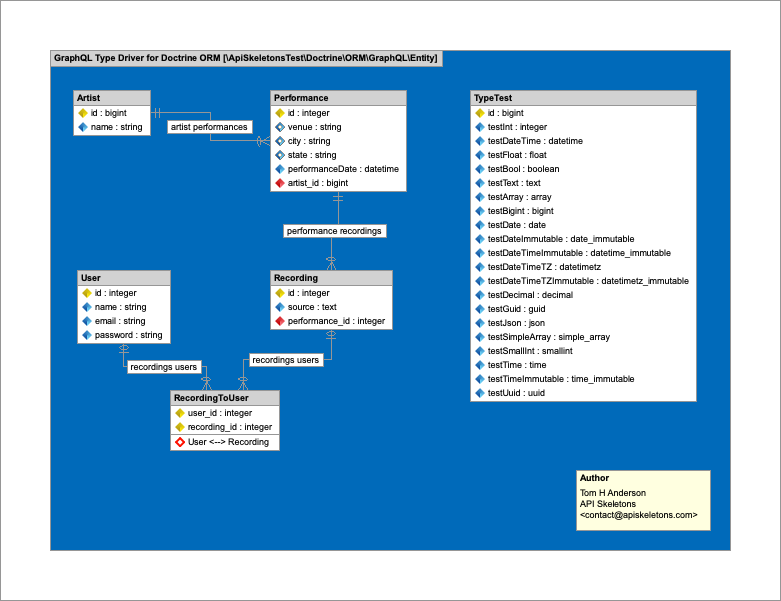 GraphQL Type Driver for Doctrine ORM [\ApiSkeletonsTest\Doctrine\ORM\GraphQL\Entity]
Artist
id : bigint
name : string
artist performances
Performance
id : integer
venue : string
city : string
state : string
performanceDate : datetime
artist_id : bigint
performance recordings
TypeTest
id : bigint
testInt : integer
testDateTime : datetime
testFloat : float
testBool : boolean
testText : text
testArray : array
testBigint : bigint
testDate : date
testDateImmutable : date_immutable
testDateTimeImmutable : datetime_immutable
testDateTimeTZ : datetimetz
testDateTimeTZImmutable : datetimetz_immutable
testDecimal : decimal
testGuid : guid
testJson : json
testSimpleArray : simple_array
testSmallInt : smallint
testTime : time
testTimeImmutable : time_immutable
testUuid : uuid
User
id : integer
name : string
email : string
password : string
recordings users
Recording
id : integer
source : text
performance_id : integer
recordings users
RecordingToUser
user_id : integer
recording_id : integer
User <--> Recording
Author
Tom H Anderson
API Skeletons
<contact@apiskeletons.com>